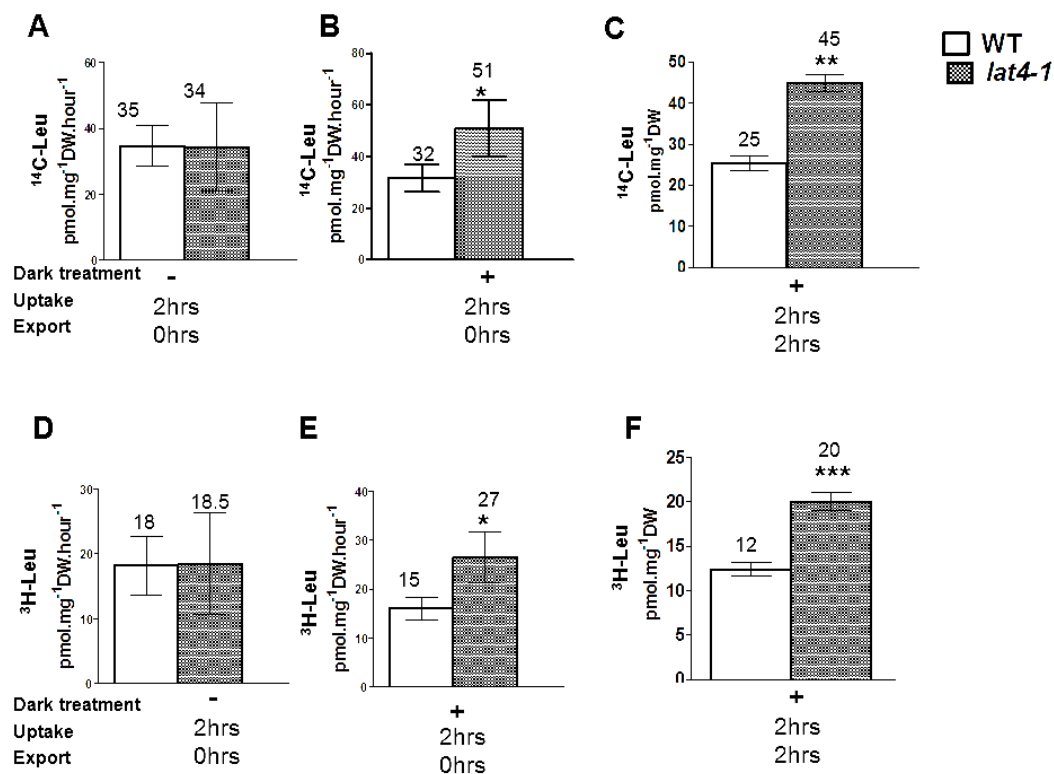 A
B
C
WT
lat4-1
¹⁴C-Leu
pmol.mg⁻¹DW.hour⁻¹
60
40
20
0
35
34
¹⁴C-Leu
pmol.mg⁻¹DW.hour⁻¹
80
60
40
20
0
32
51
*
¹⁴C-Leu
pmol.mg⁻¹DW
50
40
30
20
10
0
25
45
**
Dark treatment - + +
Uptake 2hrs 2hrs 2hrs
Export 0hrs 0hrs 2hrs
D
E
F
³H-Leu
pmol.mg⁻¹DW.hour⁻¹
30
20
10
0
18
18.5
³H-Leu
pmol.mg⁻¹DW.hour⁻¹
40
30
20
10
0
15
27
*
³H-Leu
pmol.mg⁻¹DW
25
20
15
10
5
0
12
20
***
Dark treatment - + +
Uptake 2hrs 2hrs 2hrs
Export 0hrs 0hrs 2hrs